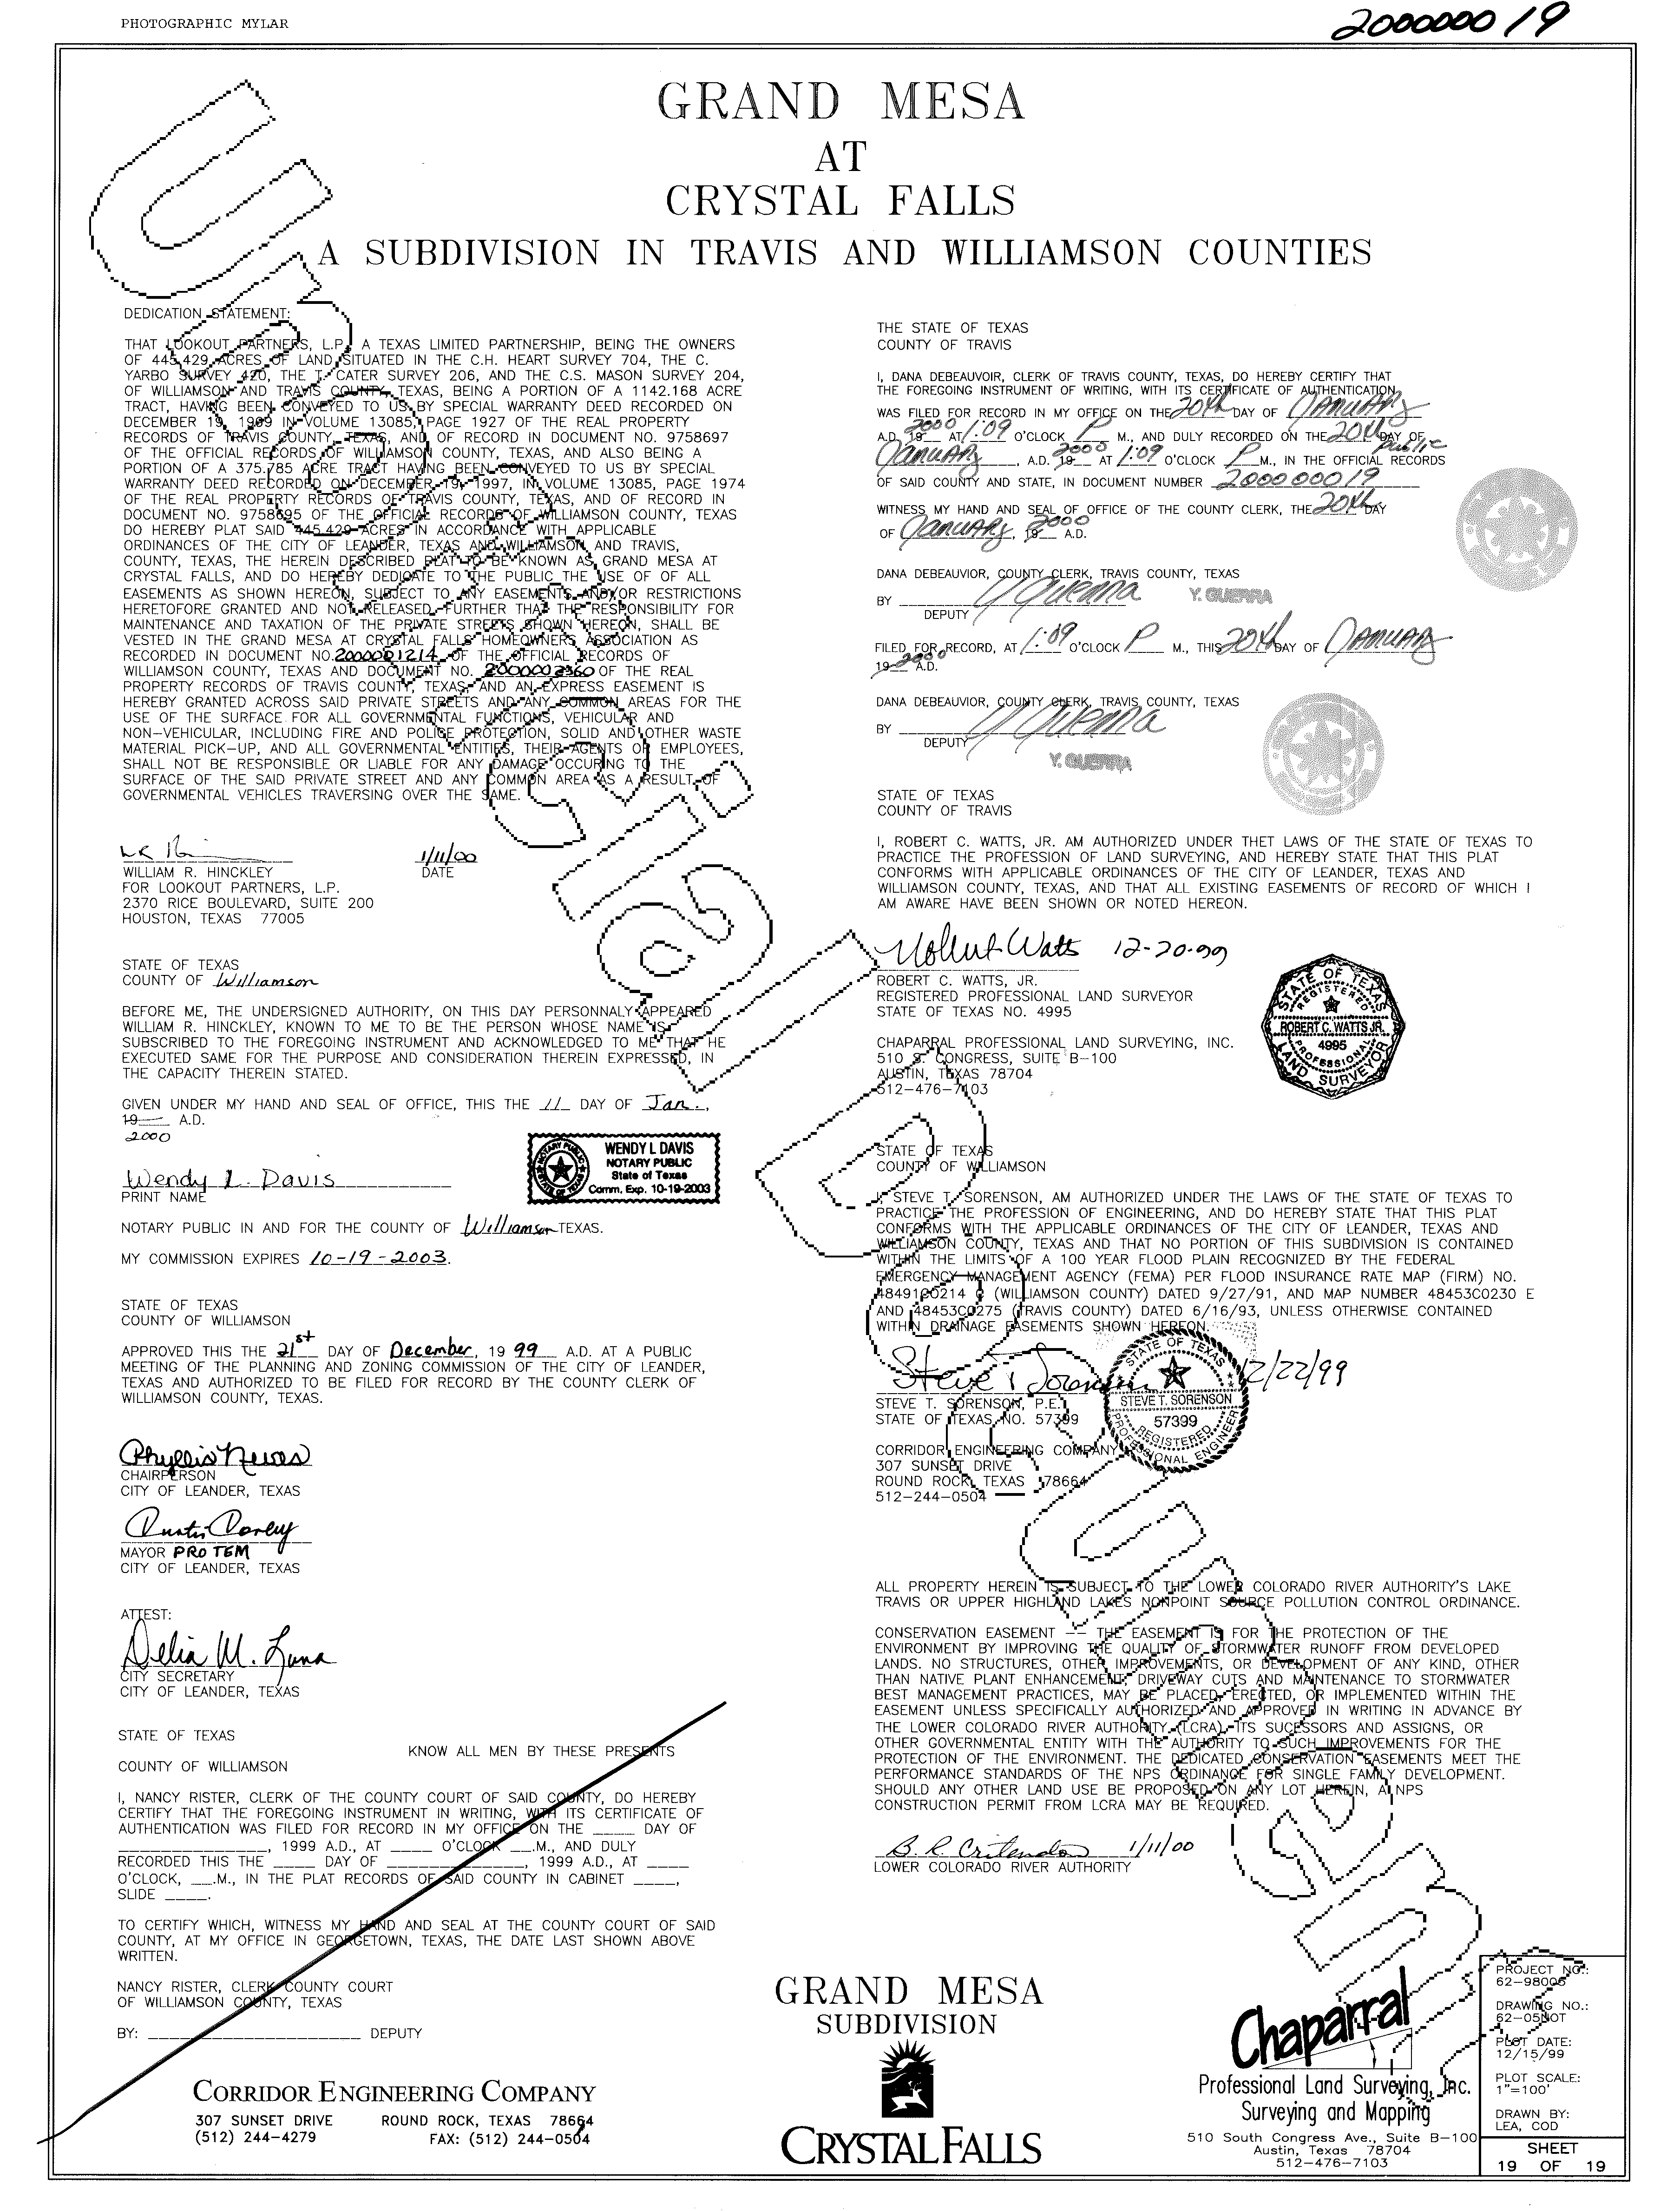 PHOTOGRAPHIC MYLAR
200000019
GRAND MESA
AT
CRYSTAL FALLS
A SUBDIVISION IN TRAVIS AND WILLIAMSON COUNTIES
DEDICATION STATEMENT:
THAT LOOKOUT PARTNERS, L.P. A TEXAS LIMITED PARTNERSHIP, BEING THE OWNERS
OF 445.429 ACRES OF LAND SITUATED IN THE C.H. HEART SURVEY 704, THE C.
YARBO SURVEY 420, THE T. CATER SURVEY 206, AND THE C.S. MASON SURVEY 204,
OF WILLIAMSON AND TRAVIS COUNTY, TEXAS, BEING A PORTION OF A 1142.168 ACRE
TRACT, HAVING BEEN CONVEYED TO US BY SPECIAL WARRANTY DEED RECORDED ON
DECEMBER 19, 1989 IN VOLUME 13085, PAGE 1927 OF THE REAL PROPERTY
RECORDS OF TRAVIS COUNTY, TEXAS, AND OF RECORD IN DOCUMENT NO. 9758697
OF THE OFFICIAL RECORDS OF WILLIAMSON COUNTY, TEXAS, AND ALSO BEING A
PORTION OF A 375.785 ACRE TRACT HAVING BEEN CONVEYED TO US BY SPECIAL
WARRANTY DEED RECORDED ON DECEMBER 19, 1997, IN VOLUME 13085, PAGE 1974
OF THE REAL PROPERTY RECORDS OF TRAVIS COUNTY, TEXAS, AND OF RECORD IN
DOCUMENT NO. 9758695 OF THE OFFICIAL RECORDS OF WILLIAMSON COUNTY, TEXAS
DO HEREBY PLAT SAID 445.429 ACRES IN ACCORDANCE WITH APPLICABLE
ORDINANCES OF THE CITY OF LEANDER, TEXAS AND WILLIAMSON AND TRAVIS,
COUNTY, TEXAS, THE HEREIN DESCRIBED PLAT TO BE KNOWN AS GRAND MESA AT
CRYSTAL FALLS, AND DO HEREBY DEDICATE TO THE PUBLIC THE USE OF OF ALL
EASEMENTS AS SHOWN HEREON, SUBJECT TO ANY EASEMENTS AND/OR RESTRICTIONS
HERETOFORE GRANTED AND NOT RELEASED. FURTHER THAT THE RESPONSIBILITY FOR
MAINTENANCE AND TAXATION OF THE PRIVATE STREETS SHOWN HEREON, SHALL BE
VESTED IN THE GRAND MESA AT CRYSTAL FALLS HOMEOWNERS ASSOCIATION AS
RECORDED IN DOCUMENT NO. 2000001214 OF THE OFFICIAL RECORDS OF
WILLIAMSON COUNTY, TEXAS AND DOCUMENT NO. 2000002360 OF THE REAL
PROPERTY RECORDS OF TRAVIS COUNTY, TEXAS, AND AN EXPRESS EASEMENT IS
HEREBY GRANTED ACROSS SAID PRIVATE STREETS AND ANY COMMON AREAS FOR THE
USE OF THE SURFACE FOR ALL GOVERNMENTAL FUNCTIONS, VEHICULAR AND
NON-VEHICULAR, INCLUDING FIRE AND POLICE PROTECTION, SOLID AND OTHER WASTE
MATERIAL PICK-UP, AND ALL GOVERNMENTAL ENTITIES, THEIR AGENTS OR EMPLOYEES,
SHALL NOT BE RESPONSIBLE OR LIABLE FOR ANY DAMAGE OCCURING TO THE
SURFACE OF THE SAID PRIVATE STREET AND ANY COMMON AREA AS A RESULT OF
GOVERNMENTAL VEHICLES TRAVERSING OVER THE SAME.
1/11/00
WILLIAM R. HINCKLEY DATE
FOR LOOKOUT PARTNERS, L.P.
2370 RICE BOULEVARD, SUITE 200
HOUSTON, TEXAS 77005
STATE OF TEXAS
COUNTY OF Williamson
BEFORE ME, THE UNDERSIGNED AUTHORITY, ON THIS DAY PERSONNALY APPEARED
WILLIAM R. HINCKLEY, KNOWN TO ME TO BE THE PERSON WHOSE NAME IS
SUBSCRIBED TO THE FOREGOING INSTRUMENT AND ACKNOWLEDGED TO ME THAT HE
EXECUTED SAME FOR THE PURPOSE AND CONSIDERATION THEREIN EXPRESSED, IN
THE CAPACITY THEREIN STATED.
GIVEN UNDER MY HAND AND SEAL OF OFFICE, THIS THE 11 DAY OF Jan.,
19 A.D.
2000
WENDY L DAVIS
NOTARY PUBLIC
State of Texas
Comm. Exp. 10-19-2003
Wendy L. Davis
PRINT NAME
NOTARY PUBLIC IN AND FOR THE COUNTY OF Williamson TEXAS.
MY COMMISSION EXPIRES 10-19-2003.
STATE OF TEXAS
COUNTY OF WILLIAMSON
APPROVED THIS THE 21st DAY OF December, 19 99 A.D. AT A PUBLIC
MEETING OF THE PLANNING AND ZONING COMMISSION OF THE CITY OF LEANDER,
TEXAS AND AUTHORIZED TO BE FILED FOR RECORD BY THE COUNTY CLERK OF
WILLIAMSON COUNTY, TEXAS.
CHAIRPERSON
CITY OF LEANDER, TEXAS
MAYOR PRO TEM
CITY OF LEANDER, TEXAS
ATTEST:
Delia M. Luna
CITY SECRETARY
CITY OF LEANDER, TEXAS
STATE OF TEXAS
KNOW ALL MEN BY THESE PRESENTS
COUNTY OF WILLIAMSON
I, NANCY RISTER, CLERK OF THE COUNTY COURT OF SAID COUNTY, DO HEREBY
CERTIFY THAT THE FOREGOING INSTRUMENT IN WRITING, WITH ITS CERTIFICATE OF
AUTHENTICATION WAS FILED FOR RECORD IN MY OFFICE ON THE ____ DAY OF
______________, 1999 A.D., AT ____ O'CLOCK __.M., AND DULY
RECORDED THIS THE ____ DAY OF ______________, 1999 A.D., AT ____
O'CLOCK, __.M., IN THE PLAT RECORDS OF SAID COUNTY IN CABINET ____,
SLIDE ____.
TO CERTIFY WHICH, WITNESS MY HAND AND SEAL AT THE COUNTY COURT OF SAID
COUNTY, AT MY OFFICE IN GEORGETOWN, TEXAS, THE DATE LAST SHOWN ABOVE
WRITTEN.
NANCY RISTER, CLERK COUNTY COURT
OF WILLIAMSON COUNTY, TEXAS
BY: ____________________ DEPUTY
CORRIDOR ENGINEERING COMPANY
307 SUNSET DRIVE ROUND ROCK, TEXAS 78664
(512) 244-4279 FAX: (512) 244-0504
THE STATE OF TEXAS
COUNTY OF TRAVIS
I, DANA DEBEAUVOIR, CLERK OF TRAVIS COUNTY, TEXAS, DO HEREBY CERTIFY THAT
THE FOREGOING INSTRUMENT OF WRITING, WITH ITS CERTIFICATE OF AUTHENTICATION
WAS FILED FOR RECORD IN MY OFFICE ON THE 20th DAY OF January
A.D. 19 2000 AT 1:09 O'CLOCK P M., AND DULY RECORDED ON THE 20th DAY OF
January, A.D. 19 2000 AT 1:09 O'CLOCK P M., IN THE OFFICIAL Public RECORDS
OF SAID COUNTY AND STATE, IN DOCUMENT NUMBER 200000019
WITNESS MY HAND AND SEAL OF OFFICE OF THE COUNTY CLERK, THE 20th DAY
OF January, 19 2000 A.D.
DANA DEBEAUVIOR, COUNTY CLERK, TRAVIS COUNTY, TEXAS
BY Y Guerra Y. GUERRA
DEPUTY
FILED FOR RECORD, AT 1:09 O'CLOCK P M., THIS 20th DAY OF January
19 2000 A.D.
DANA DEBEAUVIOR, COUNTY CLERK, TRAVIS COUNTY, TEXAS
BY Y Guerra
DEPUTY
Y. GUERRA
STATE OF TEXAS
COUNTY OF TRAVIS
I, ROBERT C. WATTS, JR. AM AUTHORIZED UNDER THET LAWS OF THE STATE OF TEXAS TO
PRACTICE THE PROFESSION OF LAND SURVEYING, AND HEREBY STATE THAT THIS PLAT
CONFORMS WITH APPLICABLE ORDINANCES OF THE CITY OF LEANDER, TEXAS AND
WILLIAMSON COUNTY, TEXAS, AND THAT ALL EXISTING EASEMENTS OF RECORD OF WHICH I
AM AWARE HAVE BEEN SHOWN OR NOTED HEREON.
Robert Watts 12-20-99
ROBERT C. WATTS, JR.
REGISTERED PROFESSIONAL LAND SURVEYOR
STATE OF TEXAS NO. 4995
STATE OF TEXAS
REGISTERED
ROBERT C. WATTS JR.
4995
PROFESSIONAL
LAND SURVEYOR
CHAPARRAL PROFESSIONAL LAND SURVEYING, INC.
510 S. CONGRESS, SUITE B-100
AUSTIN, TEXAS 78704
512-476-7103
STATE OF TEXAS
COUNTY OF WILLIAMSON
I, STEVE T. SORENSON, AM AUTHORIZED UNDER THE LAWS OF THE STATE OF TEXAS TO
PRACTICE THE PROFESSION OF ENGINEERING, AND DO HEREBY STATE THAT THIS PLAT
CONFORMS WITH THE APPLICABLE ORDINANCES OF THE CITY OF LEANDER, TEXAS AND
WILLIAMSON COUNTY, TEXAS AND THAT NO PORTION OF THIS SUBDIVISION IS CONTAINED
WITHIN THE LIMITS OF A 100 YEAR FLOOD PLAIN RECOGNIZED BY THE FEDERAL
EMERGENCY MANAGEMENT AGENCY (FEMA) PER FLOOD INSURANCE RATE MAP (FIRM) NO.
48491C0214 C (WILLIAMSON COUNTY) DATED 9/27/91, AND MAP NUMBER 48453C0230 E
AND 48453C0275 (TRAVIS COUNTY) DATED 6/16/93, UNLESS OTHERWISE CONTAINED
WITHIN DRAINAGE EASEMENTS SHOWN HEREON.
Steve T Sorenson 12/22/99
STATE OF TEXAS
STEVE T. SORENSON
57399
REGISTERED
PROFESSIONAL ENGINEER
STEVE T. SORENSON, P.E.
STATE OF TEXAS NO. 57399
CORRIDOR ENGINEERING COMPANY
307 SUNSET DRIVE
ROUND ROCK, TEXAS 78664
512-244-0504
ALL PROPERTY HEREIN IS SUBJECT TO THE LOWER COLORADO RIVER AUTHORITY'S LAKE
TRAVIS OR UPPER HIGHLAND LAKES NONPOINT SOURCE POLLUTION CONTROL ORDINANCE.
CONSERVATION EASEMENT -- THE EASEMENT IS FOR THE PROTECTION OF THE
ENVIRONMENT BY IMPROVING THE QUALITY OF STORMWATER RUNOFF FROM DEVELOPED
LANDS. NO STRUCTURES, OTHER IMPROVEMENTS, OR DEVELOPMENT OF ANY KIND, OTHER
THAN NATIVE PLANT ENHANCEMENT, DRIVEWAY CUTS AND MAINTENANCE TO STORMWATER
BEST MANAGEMENT PRACTICES, MAY BE PLACED, ERECTED, OR IMPLEMENTED WITHIN THE
EASEMENT UNLESS SPECIFICALLY AUTHORIZED AND APPROVED IN WRITING IN ADVANCE BY
THE LOWER COLORADO RIVER AUTHORITY (LCRA), ITS SUCESSORS AND ASSIGNS, OR
OTHER GOVERNMENTAL ENTITY WITH THE AUTHORITY TO SUCH IMPROVEMENTS FOR THE
PROTECTION OF THE ENVIRONMENT. THE DEDICATED CONSERVATION EASEMENTS MEET THE
PERFORMANCE STANDARDS OF THE NPS ORDINANCE FOR SINGLE FAMILY DEVELOPMENT.
SHOULD ANY OTHER LAND USE BE PROPOSED ON ANY LOT HEREIN, A NPS
CONSTRUCTION PERMIT FROM LCRA MAY BE REQUIRED.
B. R. Critendon 1/11/00
LOWER COLORADO RIVER AUTHORITY
GRAND MESA
SUBDIVISION
CRYSTAL FALLS
Chaparral
Professional Land Surveying, Inc.
Surveying and Mapping
510 South Congress Ave., Suite B-100
Austin, Texas 78704
512-476-7103
PROJECT NO.:
62-98006
DRAWING NO.:
62-05NOT
PLOT DATE:
12/15/99
PLOT SCALE:
1"=100'
DRAWN BY:
LEA, COD
SHEET
19 OF 19
Unofficial Document